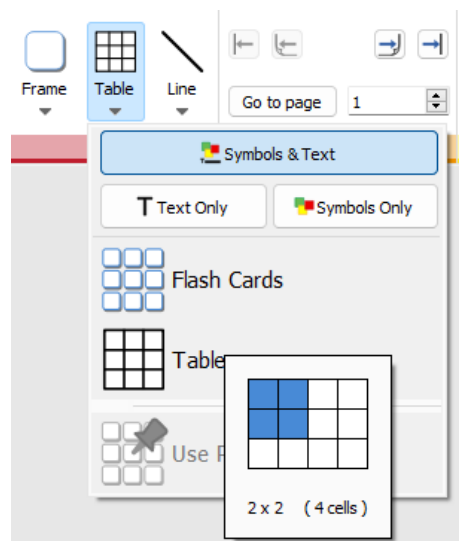 Frame Table Line
Go to page 1
Symbols & Text
T Text Only Symbols Only
Flash Cards
Table
Use
2 x 2 ( 4 cells )